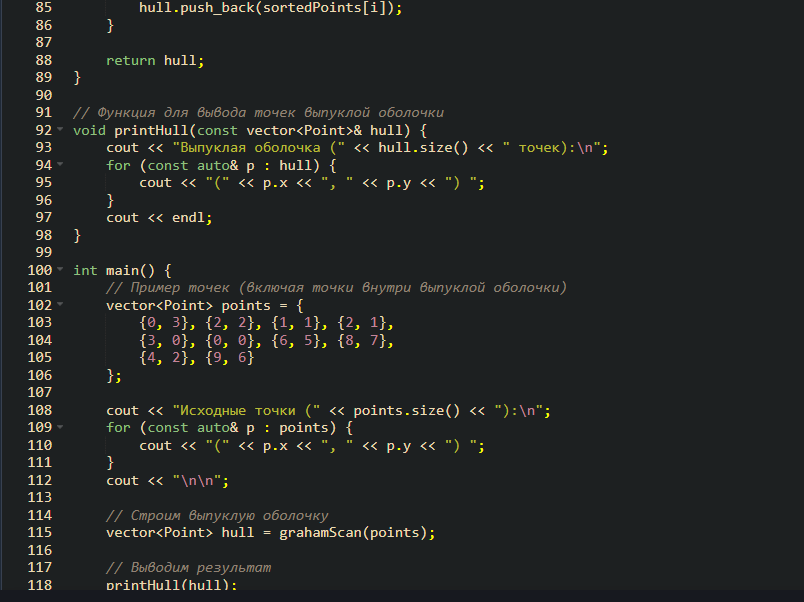 85 hull.push_back(sortedPoints[i]);
86 }
87
88 return hull;
89 }
90
91 // Функция для вывода точек выпуклой оболочки
92 void printHull(const vector<Point>& hull) {
93 cout << "Выпуклая оболочка (" << hull.size() << " точек):\n";
94 for (const auto& p : hull) {
95 cout << "(" << p.x << ", " << p.y << ") ";
96 }
97 cout << endl;
98 }
99
100 int main() {
101 // Пример точек (включая точки внутри выпуклой оболочки)
102 vector<Point> points = {
103 {0, 3}, {2, 2}, {1, 1}, {2, 1},
104 {3, 0}, {0, 0}, {6, 5}, {8, 7},
105 {4, 2}, {9, 6}
106 };
107
108 cout << "Исходные точки (" << points.size() << "):\n";
109 for (const auto& p : points) {
110 cout << "(" << p.x << ", " << p.y << ") ";
111 }
112 cout << "\n\n";
113
114 // Строим выпуклую оболочку
115 vector<Point> hull = grahamScan(points);
116
117 // Выводим результат
118 printHull(hull);